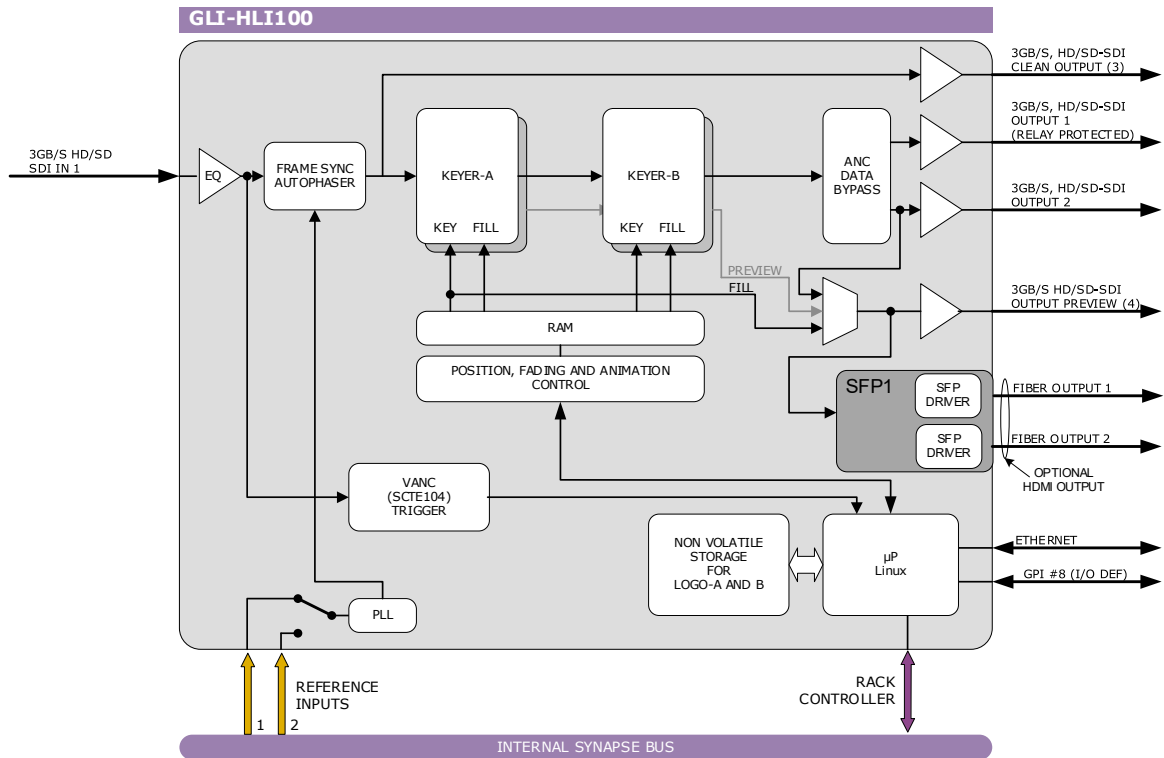 GLI-HLI100
3GB/S, HD/SD-SDI
CLEAN OUTPUT (3)
3GB/S, HD/SD-SDI
OUTPUT 1
(RELAY PROTECTED)
3GB/S HD/SD
SDI IN 1
EQ
FRAME SYNC
AUTOPHASER
KEYER-A
KEY FILL
KEYER-B
KEY FILL
ANC
DATA
BYPASS
3GB/S, HD/SD-SDI
OUTPUT 2
PREVIEW
FILL
3GB/S HD/SD-SDI
OUTPUT PREVIEW (4)
RAM
POSITION, FADING AND ANIMATION
CONTROL
SFP1
SFP
DRIVER
SFP
DRIVER
FIBER OUTPUT 1
FIBER OUTPUT 2
OPTIONAL
HDMI OUTPUT
VANC
(SCTE104)
TRIGGER
NON VOLATILE
STORAGE
FOR
LOGO-A AND B
µP
Linux
ETHERNET
GPI #8 (I/O DEF)
PLL
REFERENCE
INPUTS
1 2
RACK
CONTROLLER
INTERNAL SYNAPSE BUS